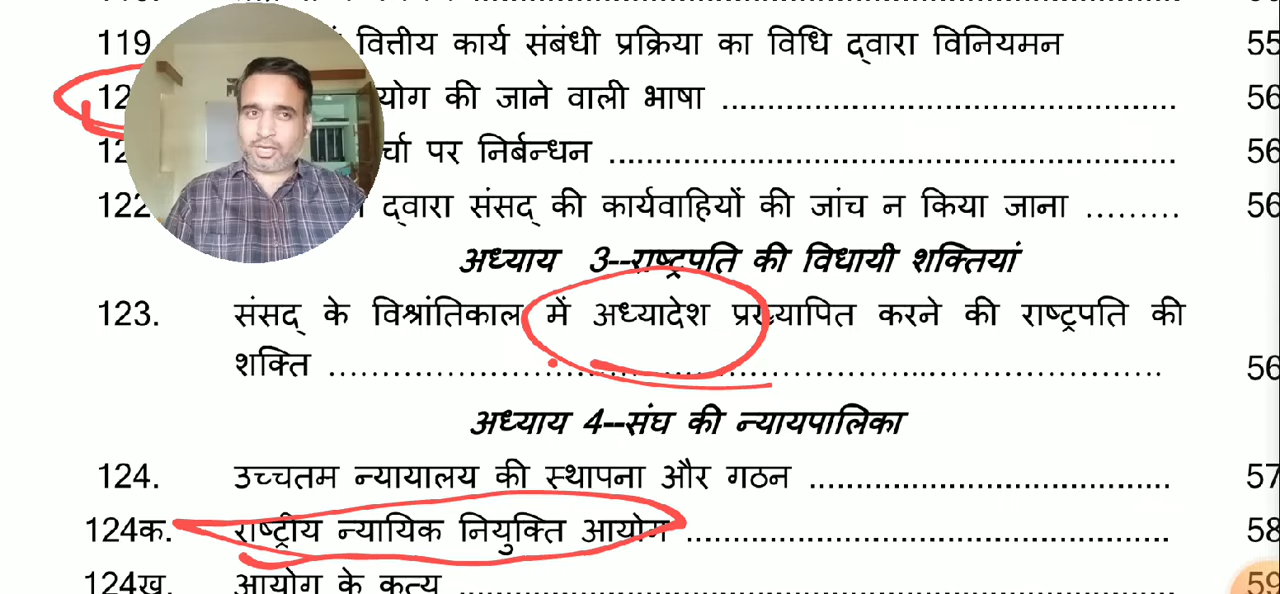 119 वित्तीय कार्य संबंधी प्रक्रिया का विधि द्वारा विनियमन 55
की जाने वाली भाषा ........................................................ 56
पर निर्बन्धन ...................................................................... 56
122 द्वारा संसद् की कार्यवाहियों की जांच न किया जाना ......... 56
अध्याय 3--राष्ट्रपति की विधायी शक्तियां
123. संसद् के विश्रांतिकाल में अध्यादेश प्रख्यापित करने की राष्ट्रपति की
शक्ति .......................................................................................... 56
अध्याय 4--संघ की न्यायपालिका
124. उच्चतम न्यायालय की स्थापना और गठन ............................................ 57
124क. राष्ट्रीय न्यायिक नियुक्ति आयोग .......................................................... 58
124ख. आयोग के कृत्य ................................................................................ 59